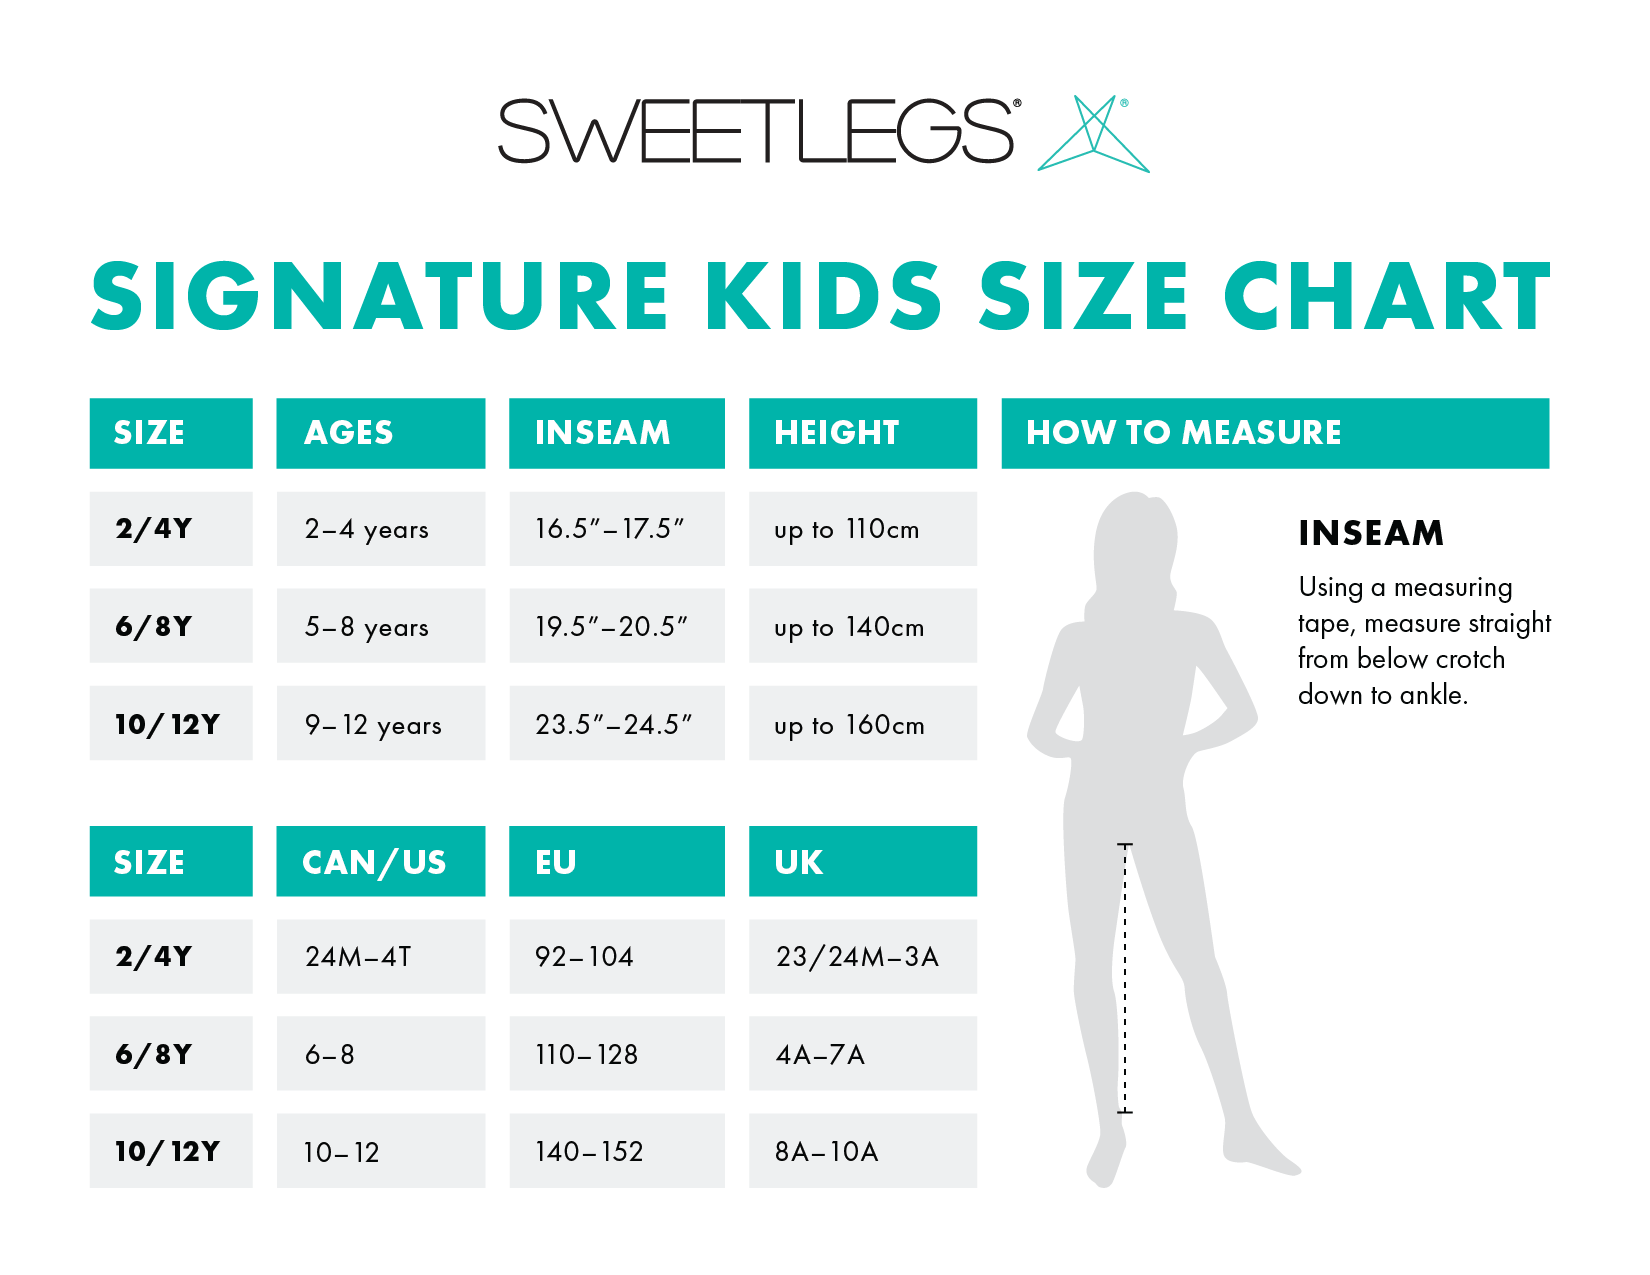 SWEETLEGS® ®
SIGNATURE KIDS SIZE CHART
SIZE AGES INSEAM HEIGHT HOW TO MEASURE
2/4Y 2–4 years 16.5”–17.5” up to 110cm
6/8Y 5–8 years 19.5”–20.5” up to 140cm
10/12Y 9–12 years 23.5”–24.5” up to 160cm
INSEAM
Using a measuring
tape, measure straight
from below crotch
down to ankle.
SIZE CAN/US EU UK
2/4Y 24M–4T 92–104 23/24M–3A
6/8Y 6–8 110–128 4A–7A
10/12Y 10–12 140–152 8A–10A